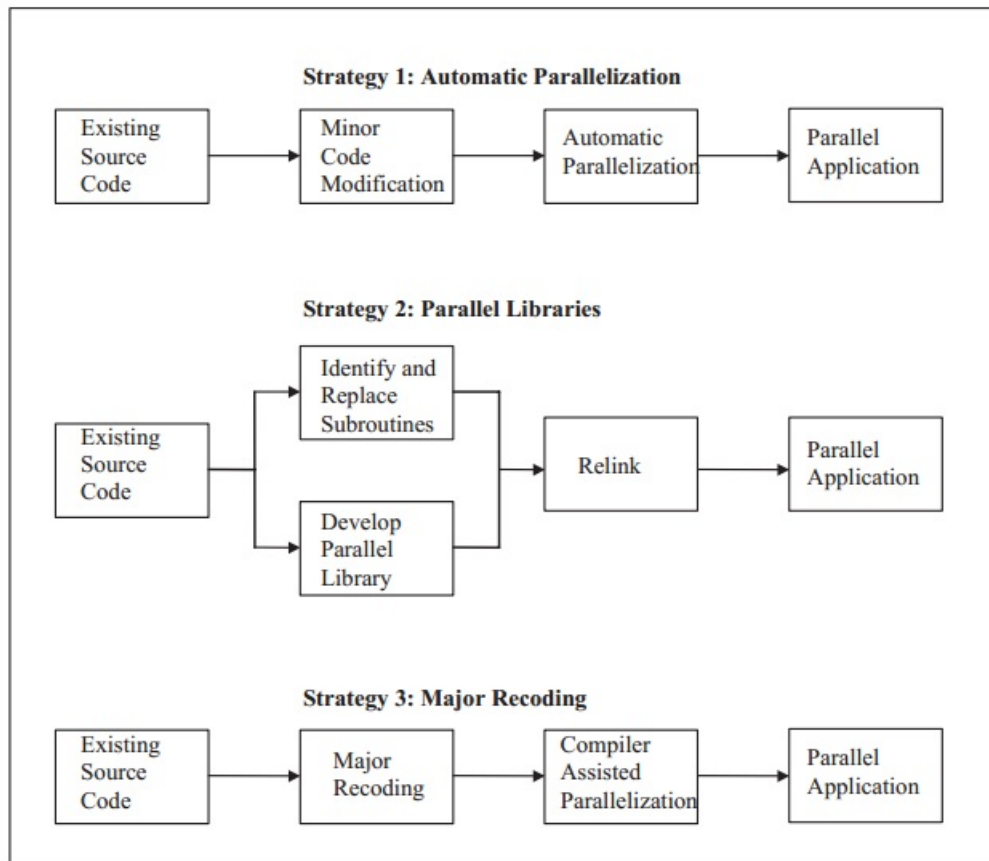 Strategy 1: Automatic Parallelization
Existing
Source
Code
Minor
Code
Modification
Automatic
Parallelization
Parallel
Application
Strategy 2: Parallel Libraries
Existing
Source
Code
Identify and
Replace
Subroutines
Develop
Parallel
Library
Relink
Parallel
Application
Strategy 3: Major Recoding
Existing
Source
Code
Major
Recoding
Compiler
Assisted
Parallelization
Parallel
Application